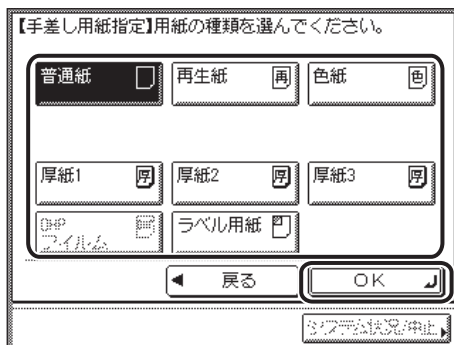 【手差し用紙指定】用紙の種類を選んでください。
普通紙
再生紙 再
色紙 色
厚紙1 厚
厚紙2 厚
厚紙3 厚
OHP
フィルム
ラベル用紙
戻る
OK
システム状況/中止